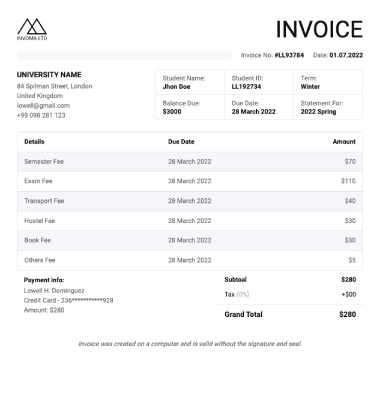 INVOICE
INVOMA LTD
Invoice No: #LL93784 Date: 01.07.2022
UNIVERSITY NAME
84 Spilman Street, London
United Kingdom
lowell@gmail.com
+99 098 281 123
Student Name: Student ID: Term:
Jhon Doe LL192734 Winter
Balance Due: Due Date: Statement For:
$3000 28 March 2022 2022 Spring
Details Due Date Amount
Semester Fee 28 March 2022 $70
Exam Fee 28 March 2022 $110
Transport Fee 28 March 2022 $40
Hostel Fee 28 March 2022 $30
Book Fee 28 March 2022 $30
Others Fee 28 March 2022 $5
Payment info:
Lowell H. Dominguez
Credit Card - 236***********928
Amount: $280
Subtoal $280
Tax (0%) +$00
Grand Total $280
Invoice was created on a computer and is valid without the signature and seal.